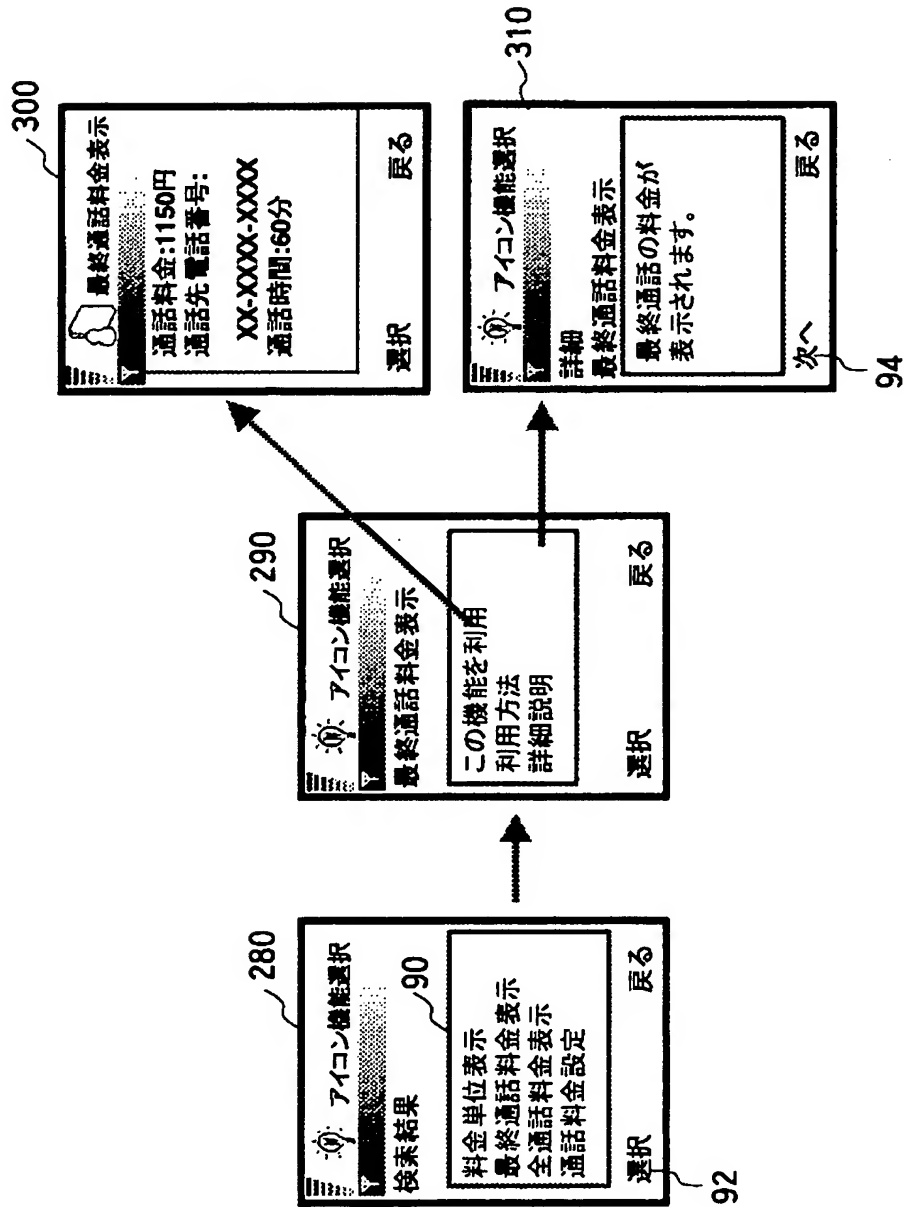 280
アイコン機能選択
検索結果
90
料金単位表示
最終通話料金表示
全通話料金表示
通話料金設定
選択 戻る
92
290
アイコン機能選択
最終通話料金表示
この機能を利用
利用方法
詳細説明
選択 戻る
300
最終通話料金表示
通話料金:1150円
通話先電話番号:
XX-XXXX-XXXX
通話時間:60分
選択 戻る
310
アイコン機能選択
詳細
最終通話料金表示
最終通話の料金が
表示されます。
次へ 戻る
94